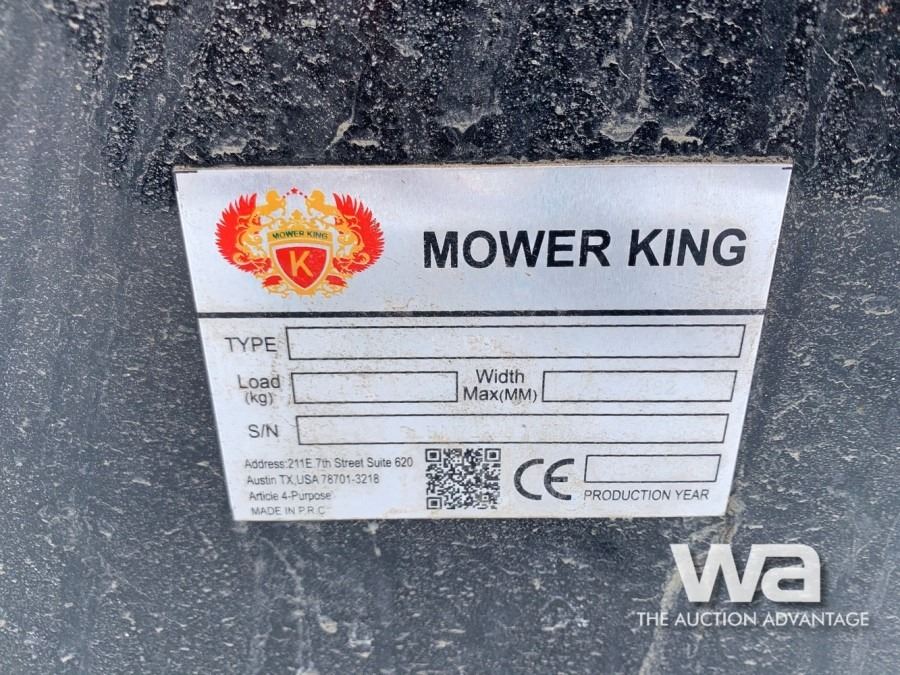 MOWER KING
K
MOWER KING
TYPE
Load (kg)
Width Max(MM)
S/N
Address:211E.7th Street Suite 620
Austin TX,USA 78701-3218
Article 4-Purpose
MADE IN P.R.C
CE
PRODUCTION YEAR
wa
THE AUCTION ADVANTAGE